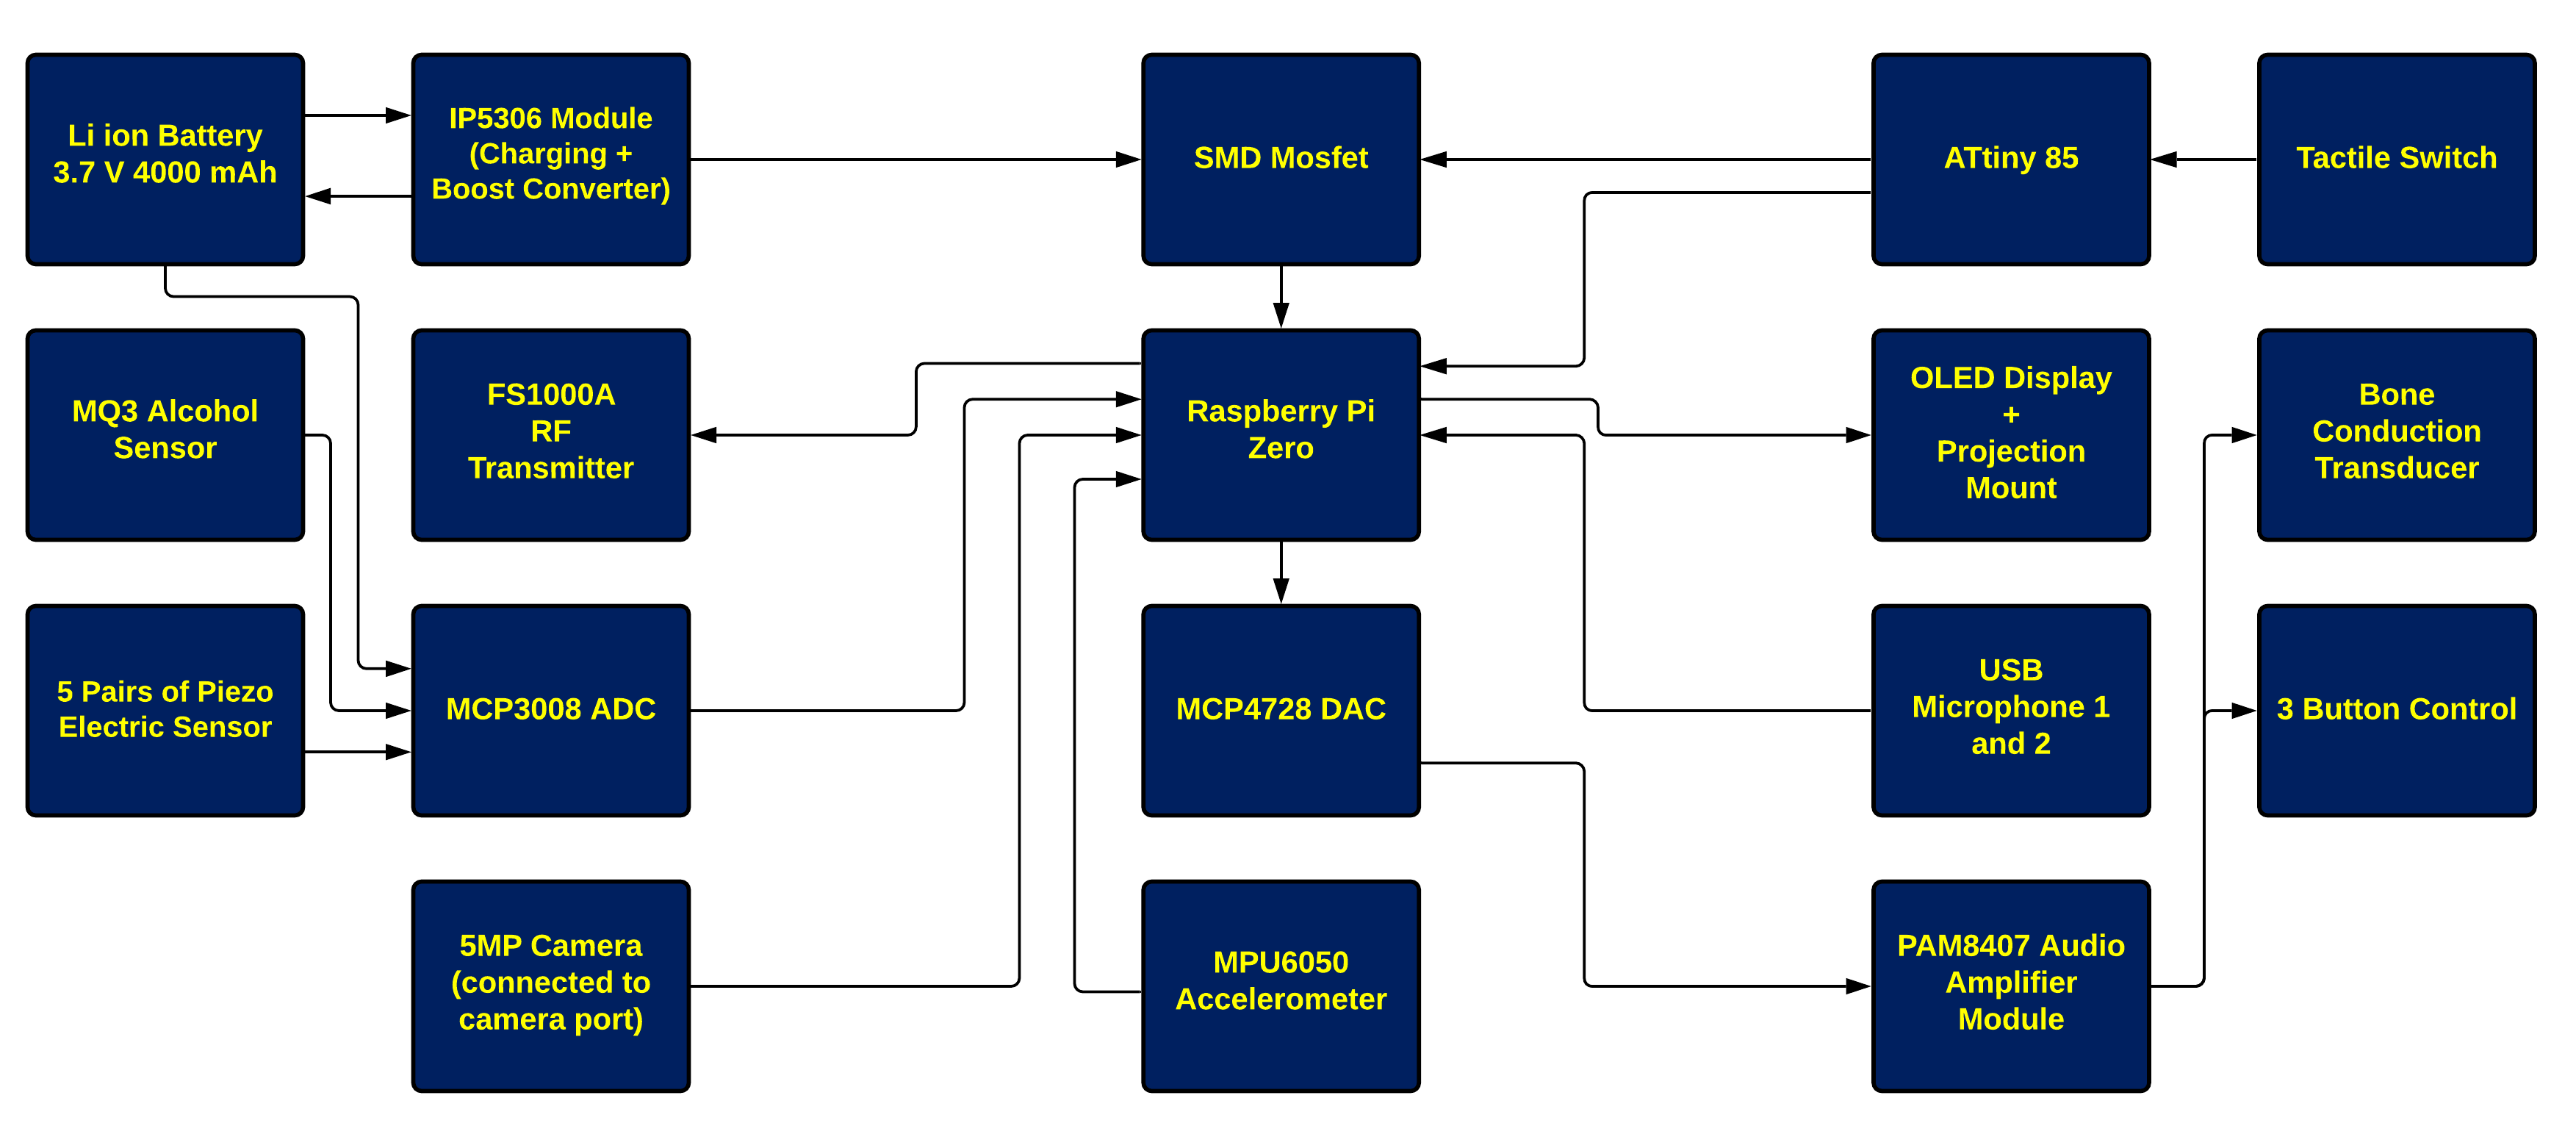 Li ion Battery
3.7 V 4000 mAh
IP5306 Module
(Charging +
Boost Converter)
SMD Mosfet
ATtiny 85
Tactile Switch
MQ3 Alcohol
Sensor
FS1000A
RF
Transmitter
Raspberry Pi
Zero
OLED Display
+
Projection
Mount
Bone
Conduction
Transducer
5 Pairs of Piezo
Electric Sensor
MCP3008 ADC
MCP4728 DAC
USB
Microphone 1
and 2
3 Button Control
5MP Camera
(connected to
camera port)
MPU6050
Accelerometer
PAM8407 Audio
Amplifier
Module